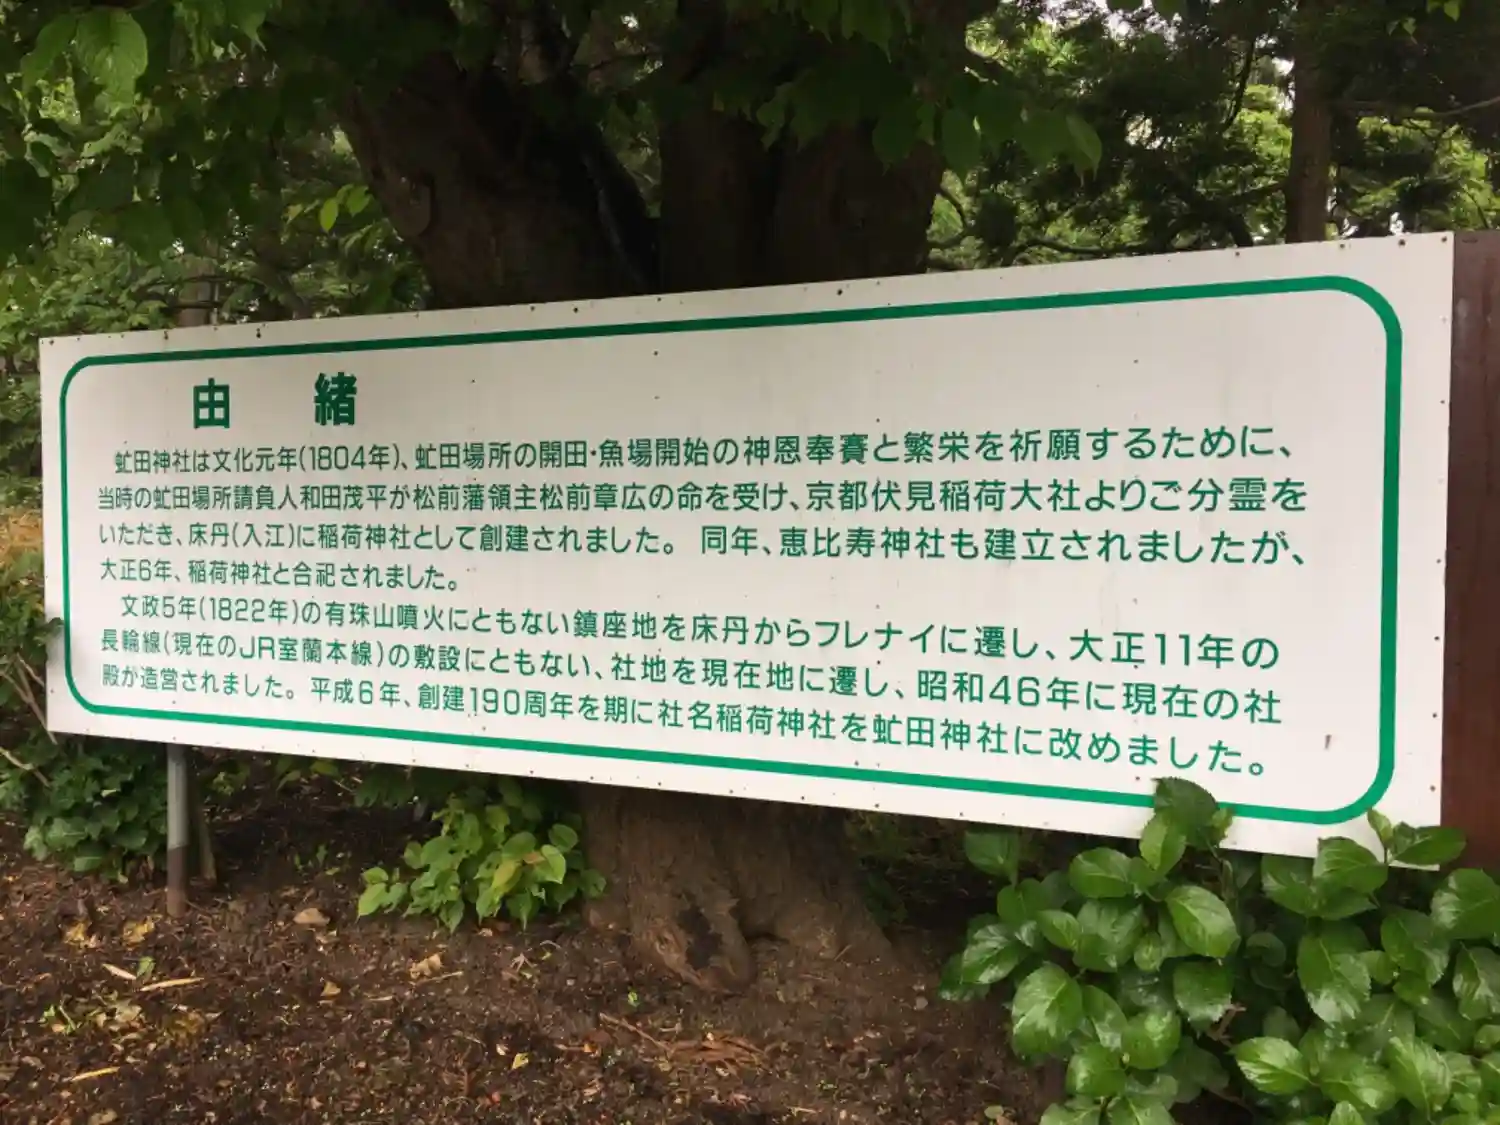 由緒
虻田神社は文化元年(1804年)、虻田場所の開田・魚場開始の神恩奉賽と繁栄を祈願するために、
当時の虻田場所請負人和田茂平が松前藩領主松前章広の命を受け、京都伏見稲荷大社よりご分霊を
いただき、床丹(入江)に稲荷神社として創建されました。 同年、恵比寿神社も建立されましたが、
大正6年、稲荷神社と合祀されました。
文政5年(1822年)の有珠山噴火にともない鎮座地を床丹からフレナイに遷し、大正11年の
長輪線(現在のJR室蘭本線)の敷設にともない、社地を現在地に遷し、昭和46年に現在の社
殿が造営されました。平成6年、創建190周年を期に社名稲荷神社を虻田神社に改めました。